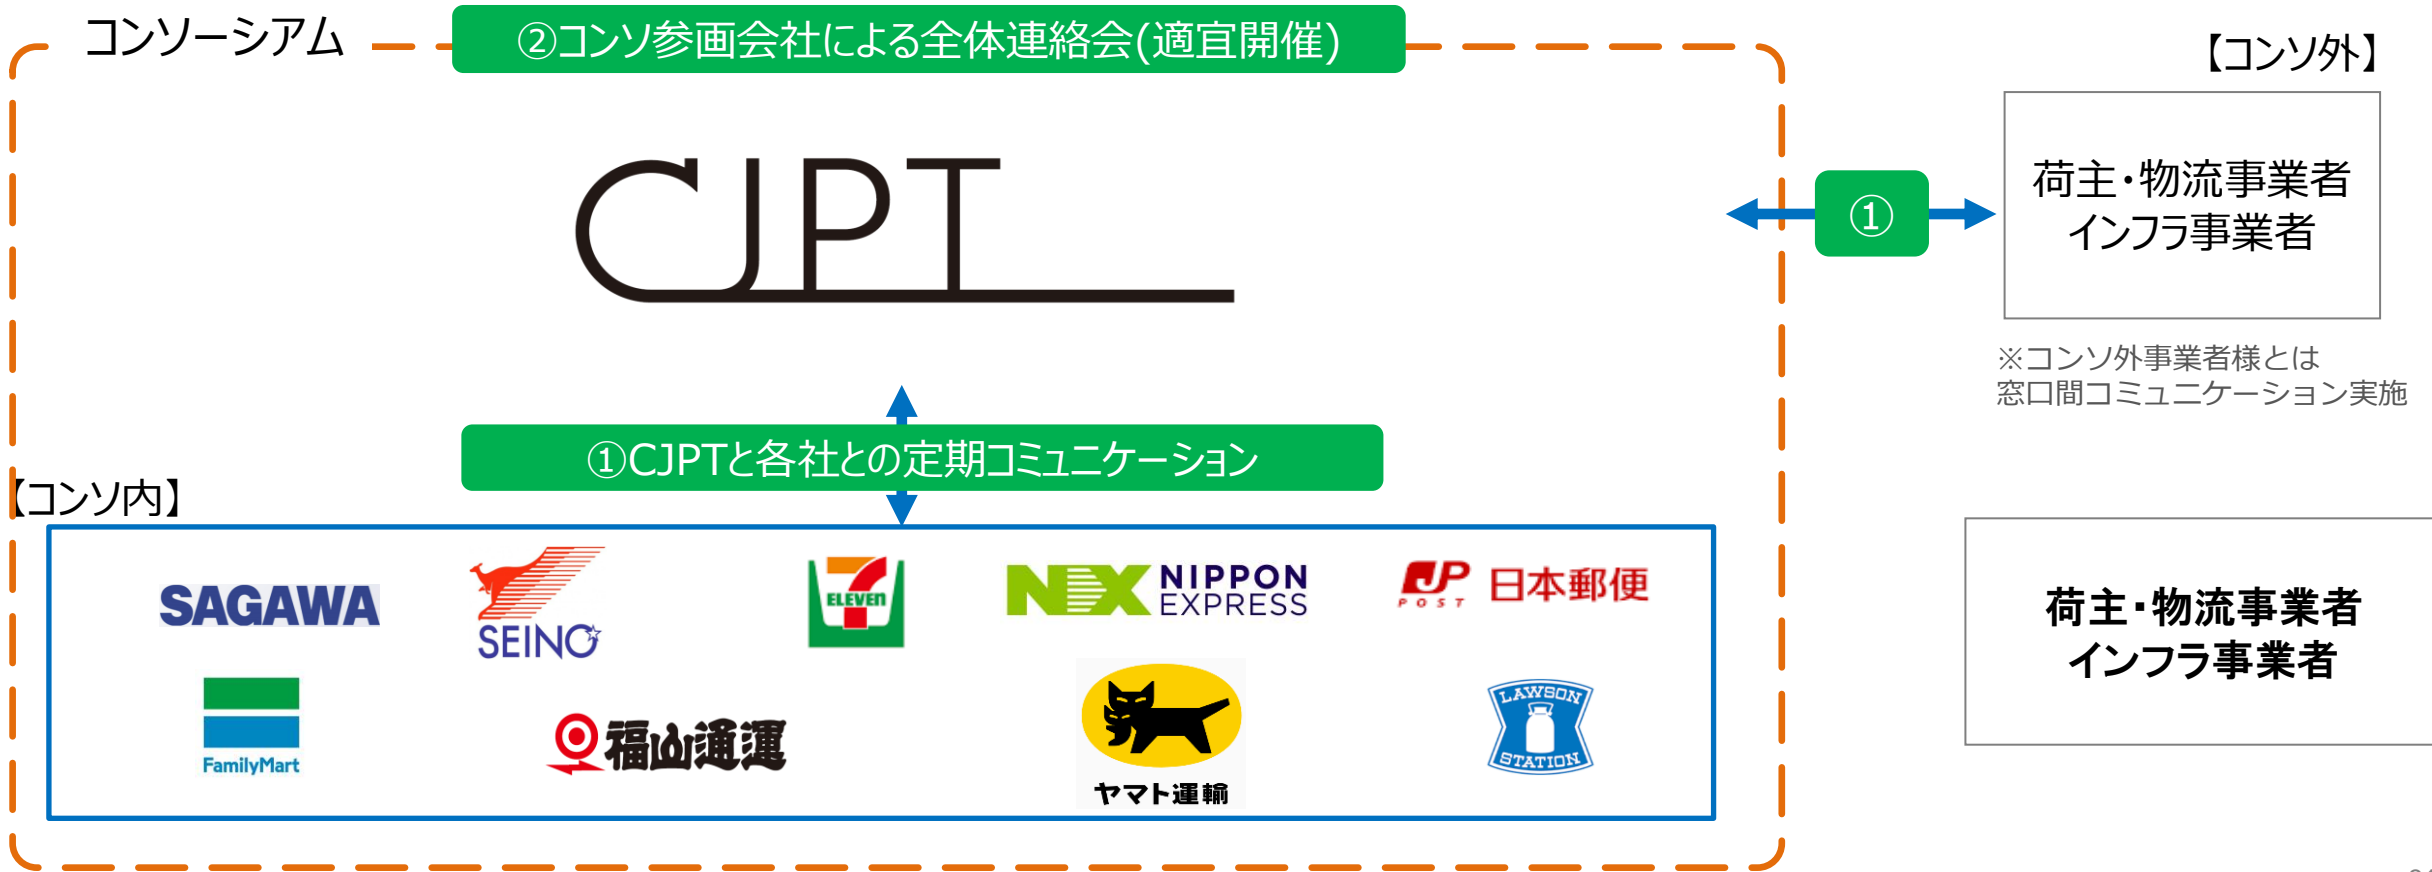 コンソーシアム
②コンソ参画会社による全体連絡会(適宜開催)
【コンソ外】
CJPT
①
荷主・物流事業者
インフラ事業者
※コンソ外事業者様とは
窓口間コミュニケーション実施
①CJPTと各社との定期コミュニケーション
【コンソ内】
SAGAWA
SEINO
ELEVEN
NX NIPPON
EXPRESS
JP
POST
日本郵便
荷主・物流事業者
インフラ事業者
FamilyMart
福山通運
ヤマト運輸
LAWSON
STATION